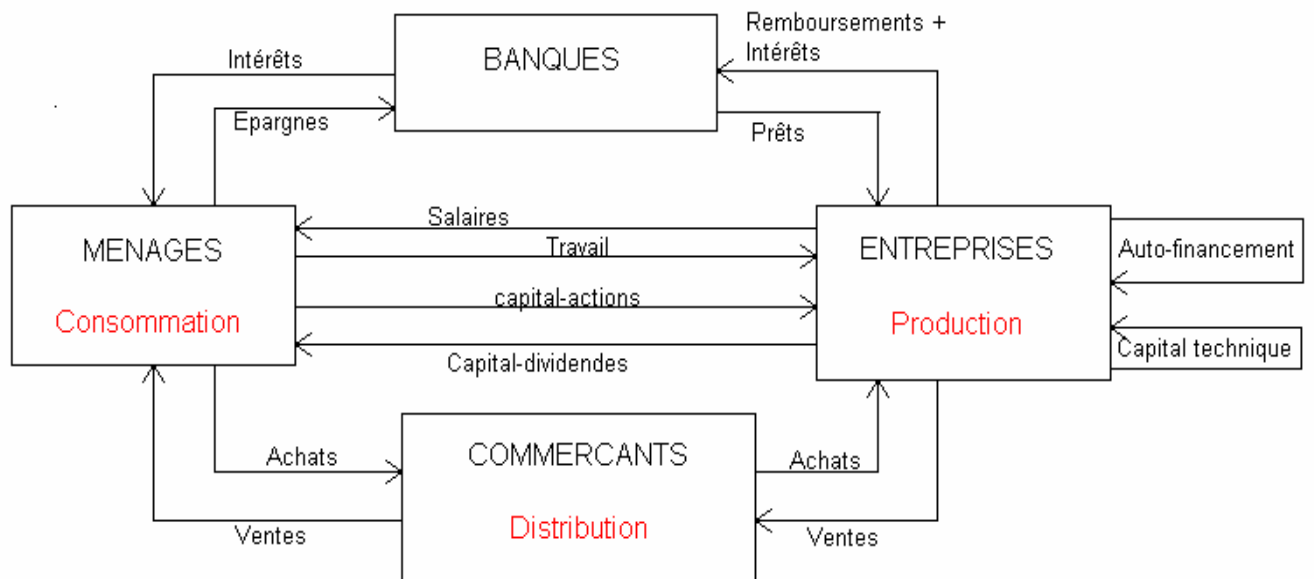 Remboursements +
Intérêts
BANQUES
Intérêts
Epargnes
Prêts
MENAGES
Consommation
Salaires
Travail
capital-actions
Capital-dividendes
ENTREPRISES
Production
Auto-financement
Capital technique
COMMERCANTS
Distribution
Achats
Ventes
Achats
Ventes